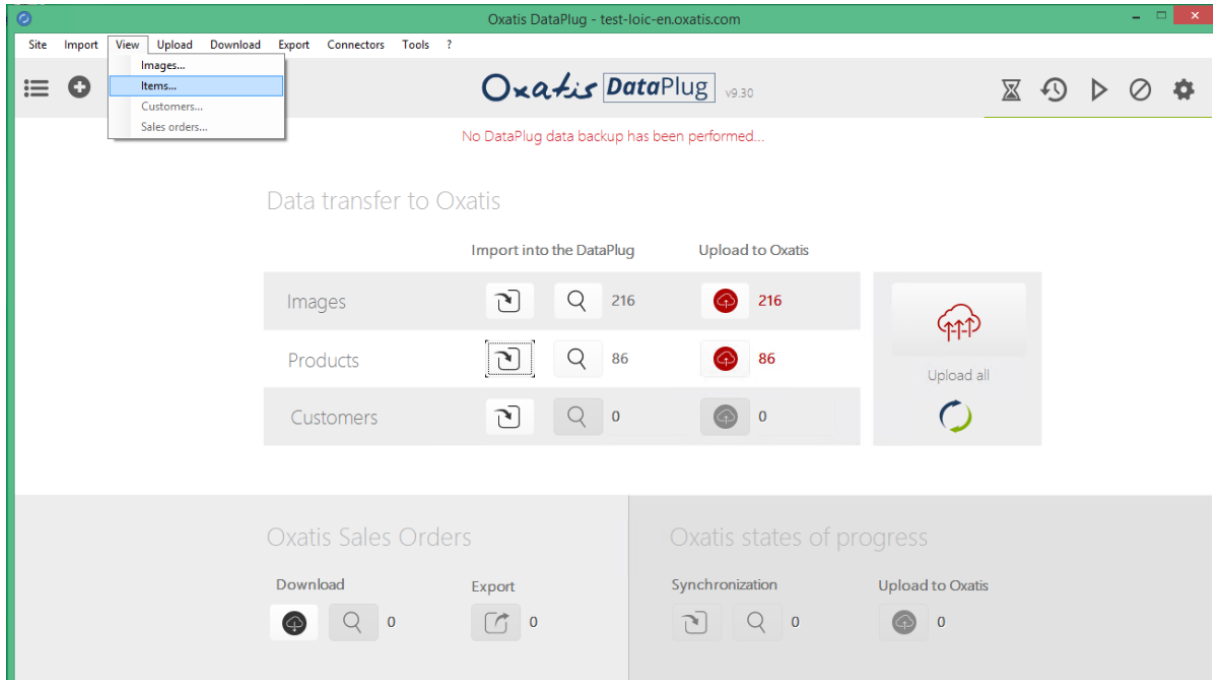 Oxatis DataPlug - test-loic-en.oxatis.com
Site Import View Upload Download Export Connectors Tools ?
Images...
Items...
Customers...
Sales orders...
Oxatis DataPlug v9.30
No DataPlug data backup has been performed...
Data transfer to Oxatis
Import into the DataPlug Upload to Oxatis
Images 216 216
Products 86 86
Upload all
Customers 0 0
Oxatis Sales Orders
Download Export
0 0
Oxatis states of progress
Synchronization Upload to Oxatis
0 0